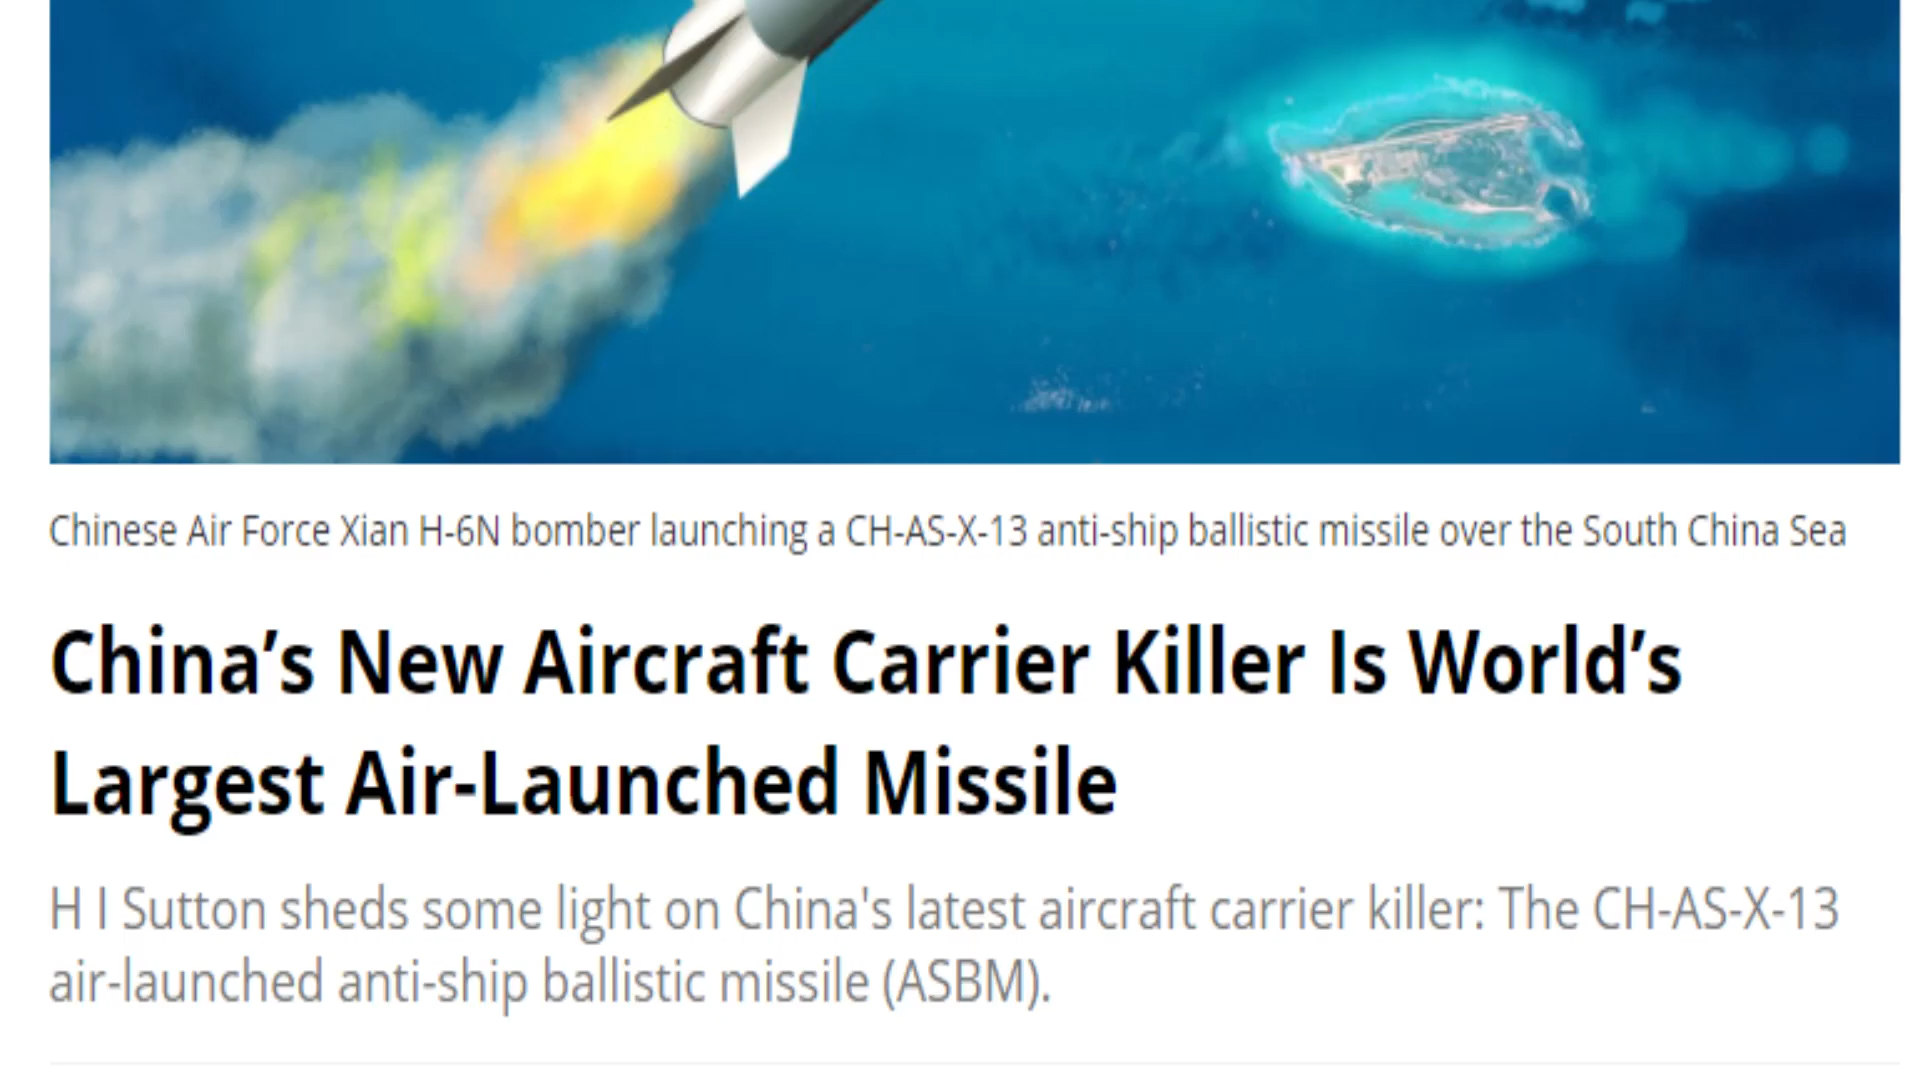 Chinese Air Force Xian H-6N bomber launching a CH-AS-X-13 anti-ship ballistic missile over the South China Sea
China’s New Aircraft Carrier Killer Is World’s
Largest Air-Launched Missile
H I Sutton sheds some light on China's latest aircraft carrier killer: The CH-AS-X-13
air-launched anti-ship ballistic missile (ASBM).